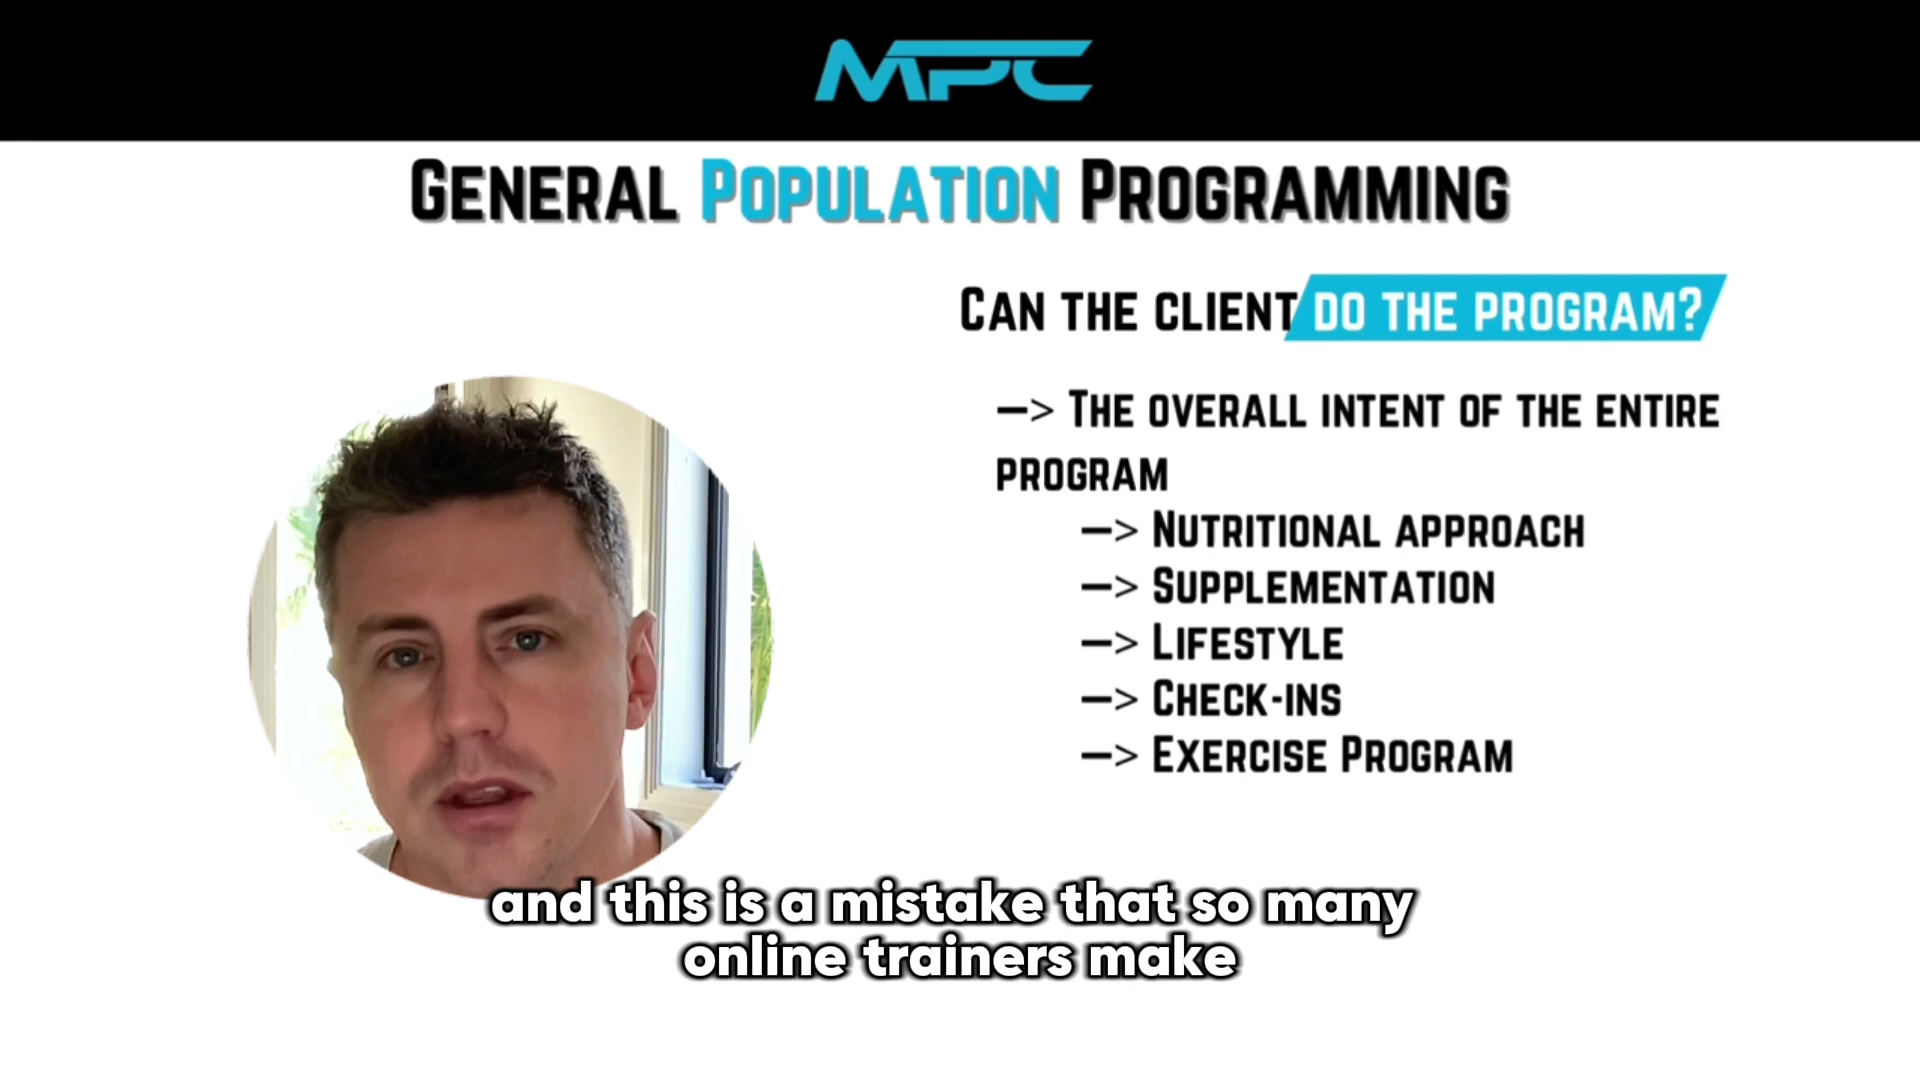 MPC
General Population Programming
Can the client do the program?
—> The overall intent of the entire
program
—> Nutritional approach
—> Supplementation
—> Lifestyle
—> Check-ins
—> Exercise Program
and this is a mistake that so many
online trainers make